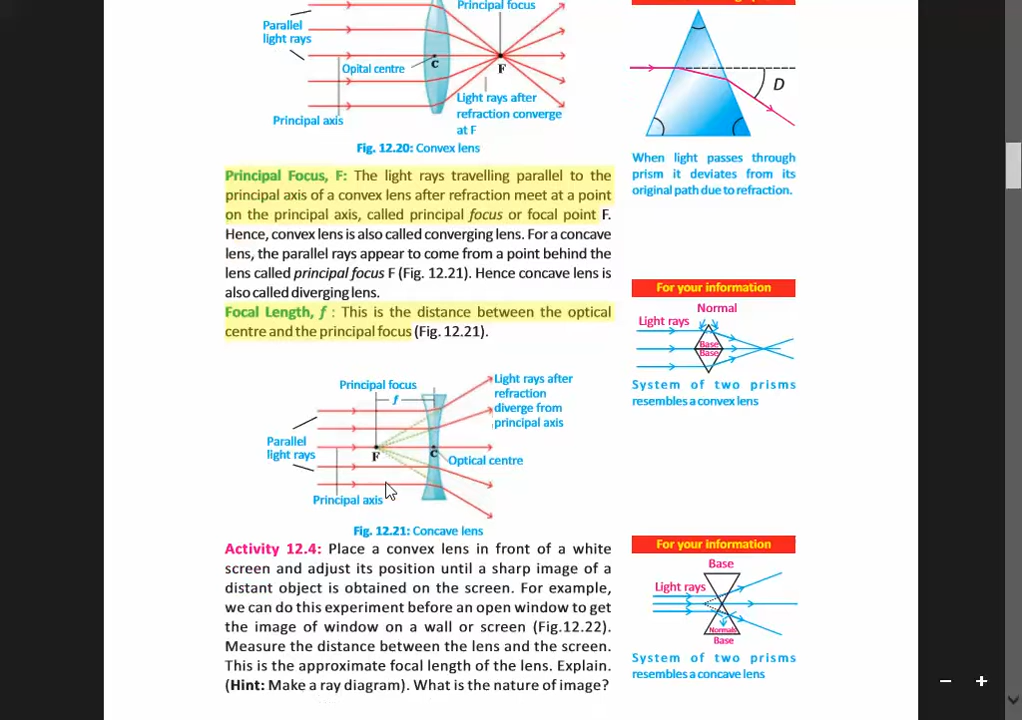 Principal focus
Parallel
light rays
Opital centre
C
F
Light rays after
refraction converge
at F
Principal axis
Fig. 12.20: Convex lens
Principal Focus, F: The light rays travelling parallel to the
principal axis of a convex lens after refraction meet at a point
on the principal axis, called principal focus or focal point F.
Hence, convex lens is also called converging lens. For a concave
lens, the parallel rays appear to come from a point behind the
lens called principal focus F (Fig. 12.21). Hence concave lens is
also called diverging lens.
Focal Length, f : This is the distance between the optical
centre and the principal focus (Fig. 12.21).
Principal focus
f
Light rays after
refraction
diverge from
principal axis
Parallel
light rays
F
C
Optical centre
Principal axis
Fig. 12.21: Concave lens
Activity 12.4: Place a convex lens in front of a white
screen and adjust its position until a sharp image of a
distant object is obtained on the screen. For example,
we can do this experiment before an open window to get
the image of window on a wall or screen (Fig.12.22).
Measure the distance between the lens and the screen.
This is the approximate focal length of the lens. Explain.
(Hint: Make a ray diagram). What is the nature of image?
D
When light passes through
prism it deviates from its
original path due to refraction.
For your information
Normal
Light rays
Base
Base
System of two prisms
resembles a convex lens
For your information
Base
Light rays
Normals
Base
System of two prisms
resembles a concave lens